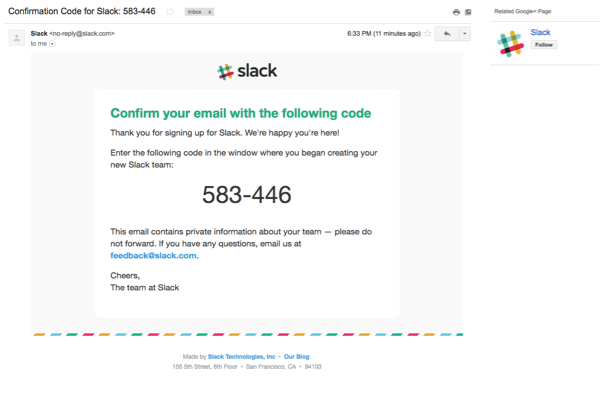 Confirmation Code for Slack: 583-446
Inbox x
Slack <no-reply@slack.com>
6:33 PM (11 minutes ago)
to me
slack
Confirm your email with the following code
Thank you for signing up for Slack. We're happy you're here!
Enter the following code in the window where you began creating your
new Slack team:
583-446
This email contains private information about your team — please do
not forward. If you have any questions, email us at
feedback@slack.com.
Cheers,
The team at Slack
Made by Slack Technologies, Inc • Our Blog
155 5th Street, 6th Floor • San Francisco, CA • 94103
Related Google+ Page
Slack
Follow